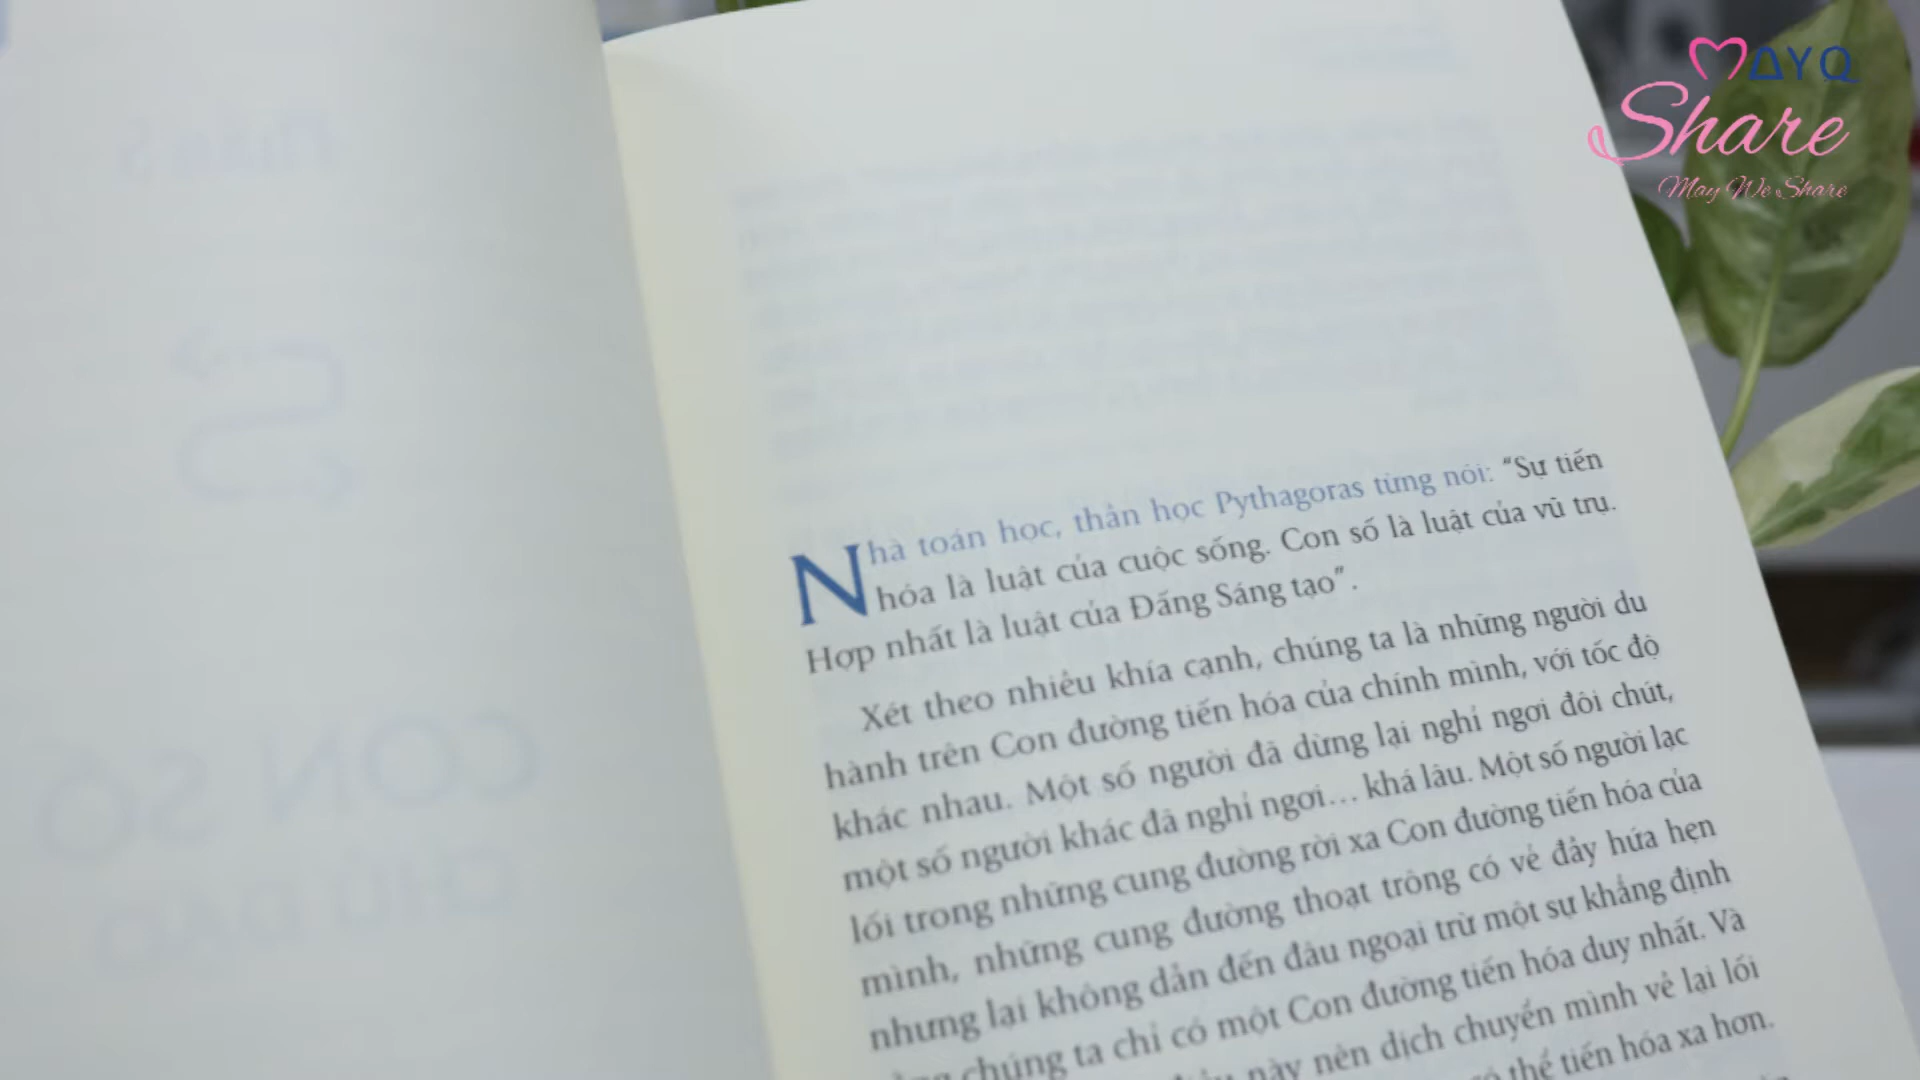 MAYQ
Share
May We Share
Nhà toán học, thần học Pythagoras từng nói: “Sự tiến
hóa là luật của cuộc sống. Con số là luật của vũ trụ.
Hợp nhất là luật của Đấng Sáng tạo”.
Xét theo nhiều khía cạnh, chúng ta là những người du
hành trên Con đường tiến hóa của chính mình, với tốc độ
khác nhau. Một số người đã dừng lại nghỉ ngơi đôi chút,
một số người khác đã nghỉ ngơi... khá lâu. Một số người lạc
lối trong những cung đường rời xa Con đường tiến hóa của
mình, những cung đường thoạt trông có vẻ đầy hứa hẹn
nhưng lại không dẫn đến đâu ngoại trừ một sự khẳng định
chúng ta chỉ có một Con đường tiến hóa duy nhất. Và
này nên dịch chuyển mình về lại lối
thể tiến hóa xa hơn.